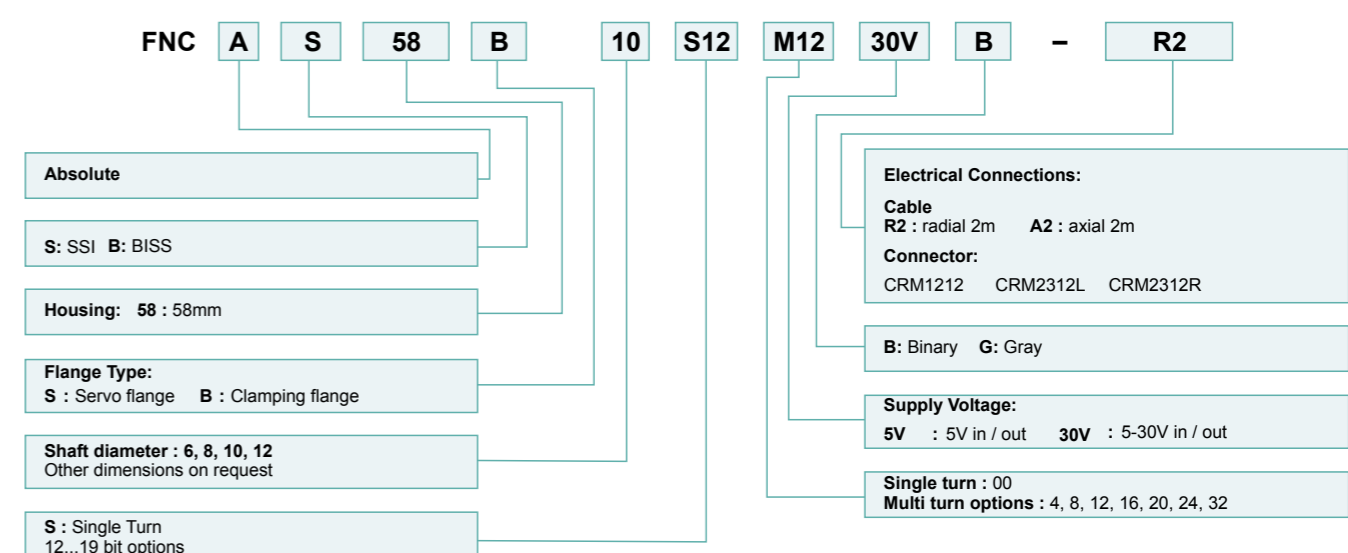 FNC A S 58 B 10 S12 M12 30V B – R2
Absolute
S: SSI B: BISS
Housing: 58 : 58mm
Flange Type:
S : Servo flange B : Clamping flange
Shaft diameter : 6, 8, 10, 12
Other dimensions on request
S : Single Turn
12...19 bit options
Electrical Connections:
Cable
R2 : radial 2m A2 : axial 2m
Connector:
CRM1212 CRM2312L CRM2312R
B: Binary G: Gray
Supply Voltage:
5V : 5V in / out 30V : 5-30V in / out
Single turn : 00
Multi turn options : 4, 8, 12, 16, 20, 24, 32